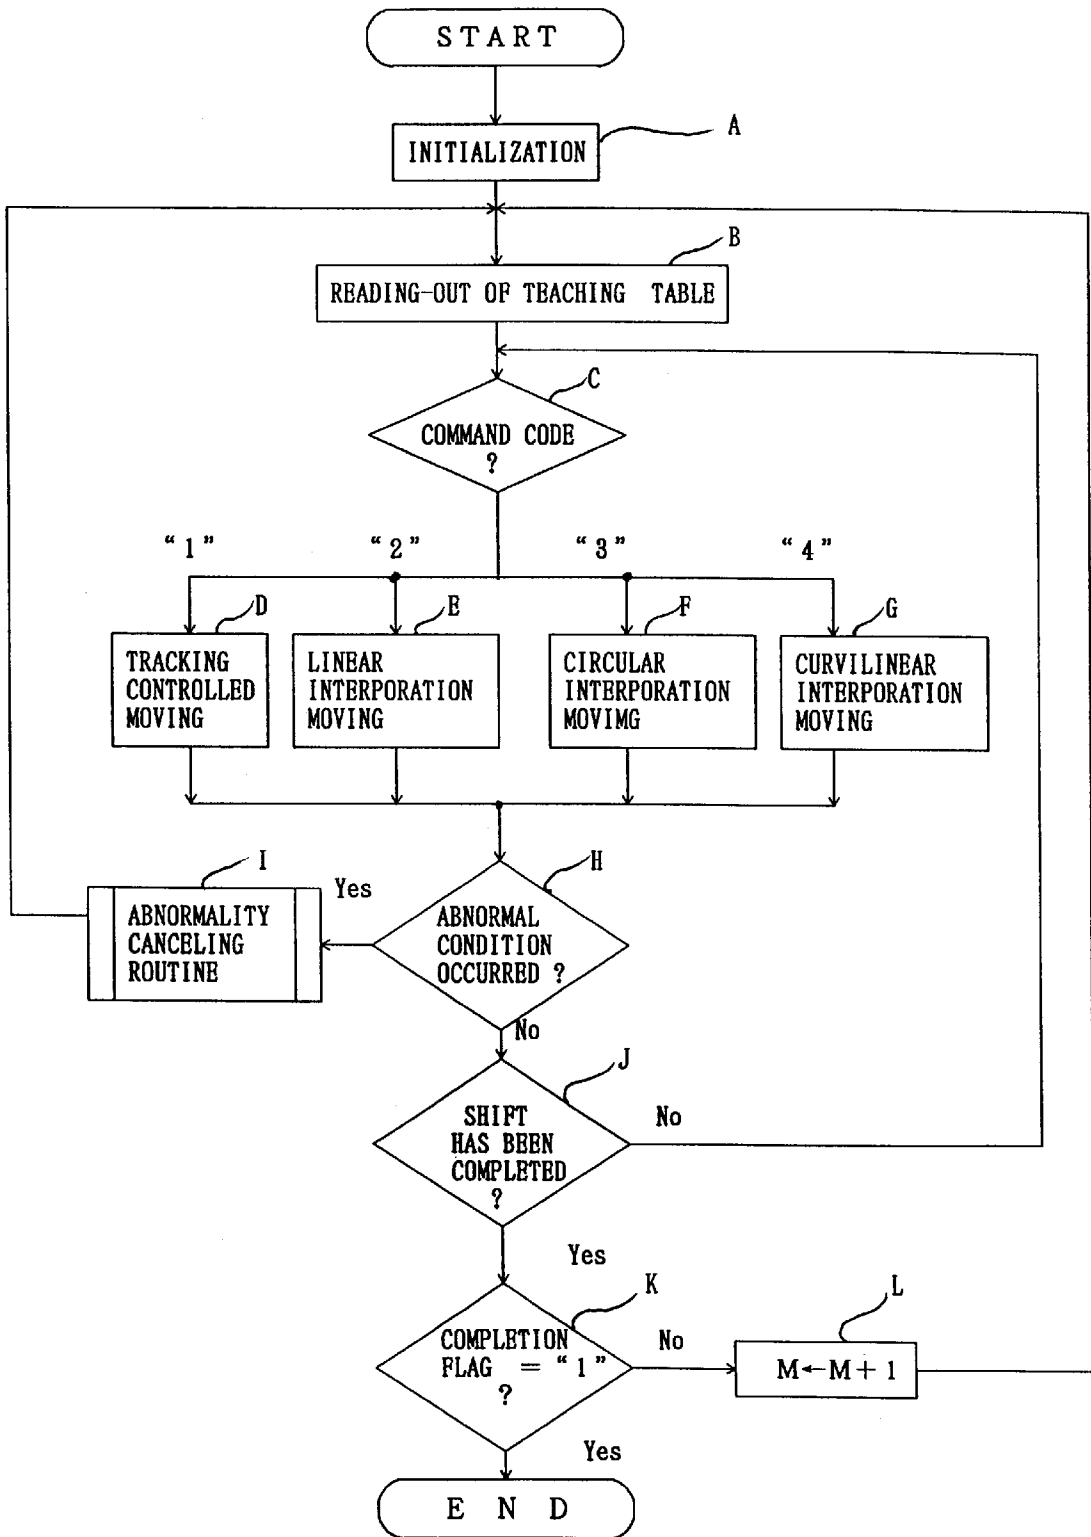 START
A
INITIALIZATION
B
READING-OUT OF TEACHING TABLE
C
COMMAND CODE
?
"1"
"2"
"3"
"4"
D
TRACKING
CONTROLLED
MOVING
E
LINEAR
INTERPORATION
MOVING
F
CIRCULAR
INTERPORATION
MOVIMG
G
CURVILINEAR
INTERPORATION
MOVING
I
ABNORMALITY
CANCELING
ROUTINE
Yes
H
ABNORMAL
CONDITION
OCCURRED ?
No
J
SHIFT
HAS BEEN
COMPLETED
?
No
Yes
K
COMPLETION
FLAG = "1"
?
No
L
M←M+1
Yes
END